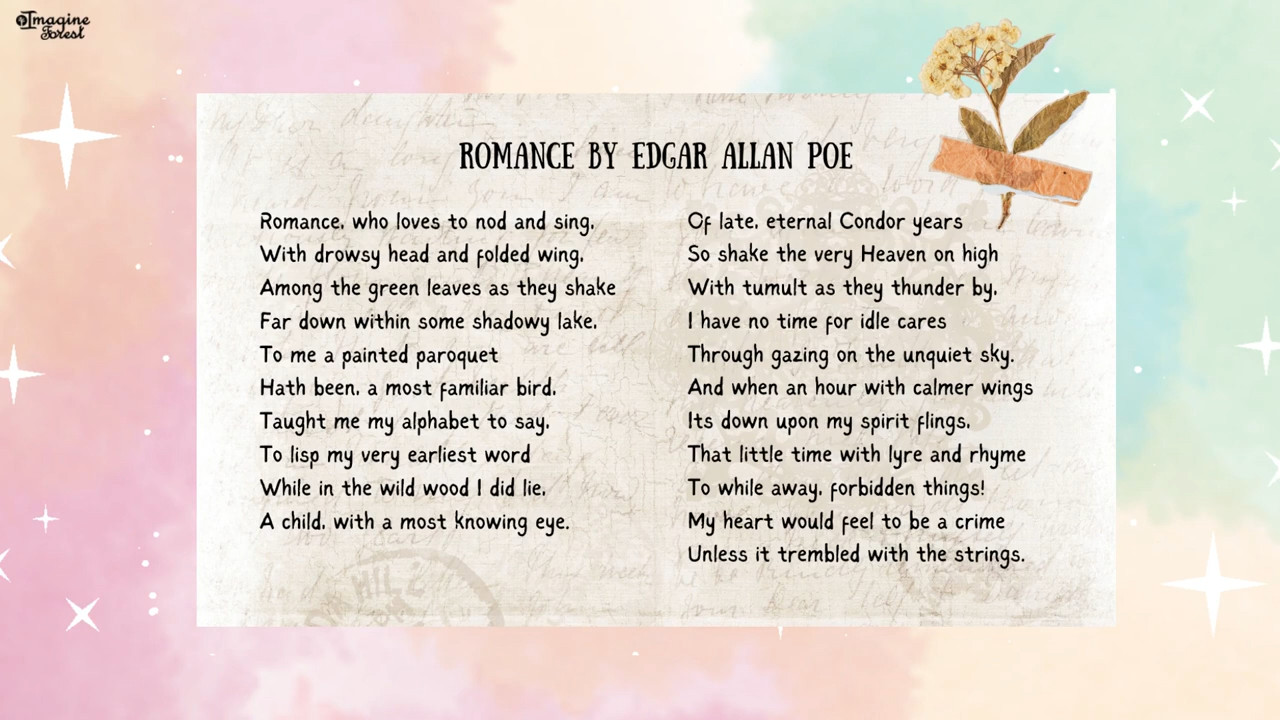 Imagine
Forest
ROMANCE BY EDGAR ALLAN POE
Romance, who loves to nod and sing,
With drowsy head and folded wing,
Among the green leaves as they shake
Far down within some shadowy lake,
To me a painted paroquet
Hath been, a most familiar bird,
Taught me my alphabet to say,
To lisp my very earliest word
While in the wild wood I did lie,
A child, with a most knowing eye.
Of late, eternal Condor years
So shake the very Heaven on high
With tumult as they thunder by,
I have no time for idle cares
Through gazing on the unquiet sky.
And when an hour with calmer wings
Its down upon my spirit flings,
That little time with lyre and rhyme
To while away, forbidden things!
My heart would feel to be a crime
Unless it trembled with the strings.